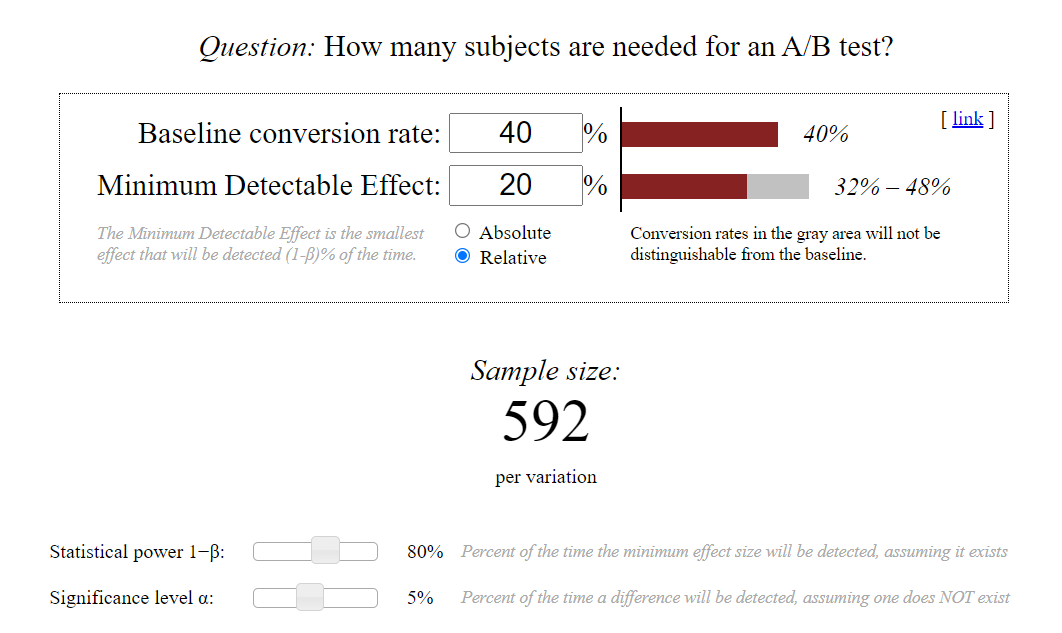 Question: How many subjects are needed for an A/B test?
[ link ]
Baseline conversion rate: 40 % 40%
Minimum Detectable Effect: 20 % 32% – 48%
The Minimum Detectable Effect is the smallest
effect that will be detected (1-β)% of the time.
Absolute
Relative
Conversion rates in the gray area will not be
distinguishable from the baseline.
Sample size:
592
per variation
Statistical power 1−β: 80% Percent of the time the minimum effect size will be detected, assuming it exists
Significance level α: 5% Percent of the time a difference will be detected, assuming one does NOT exist